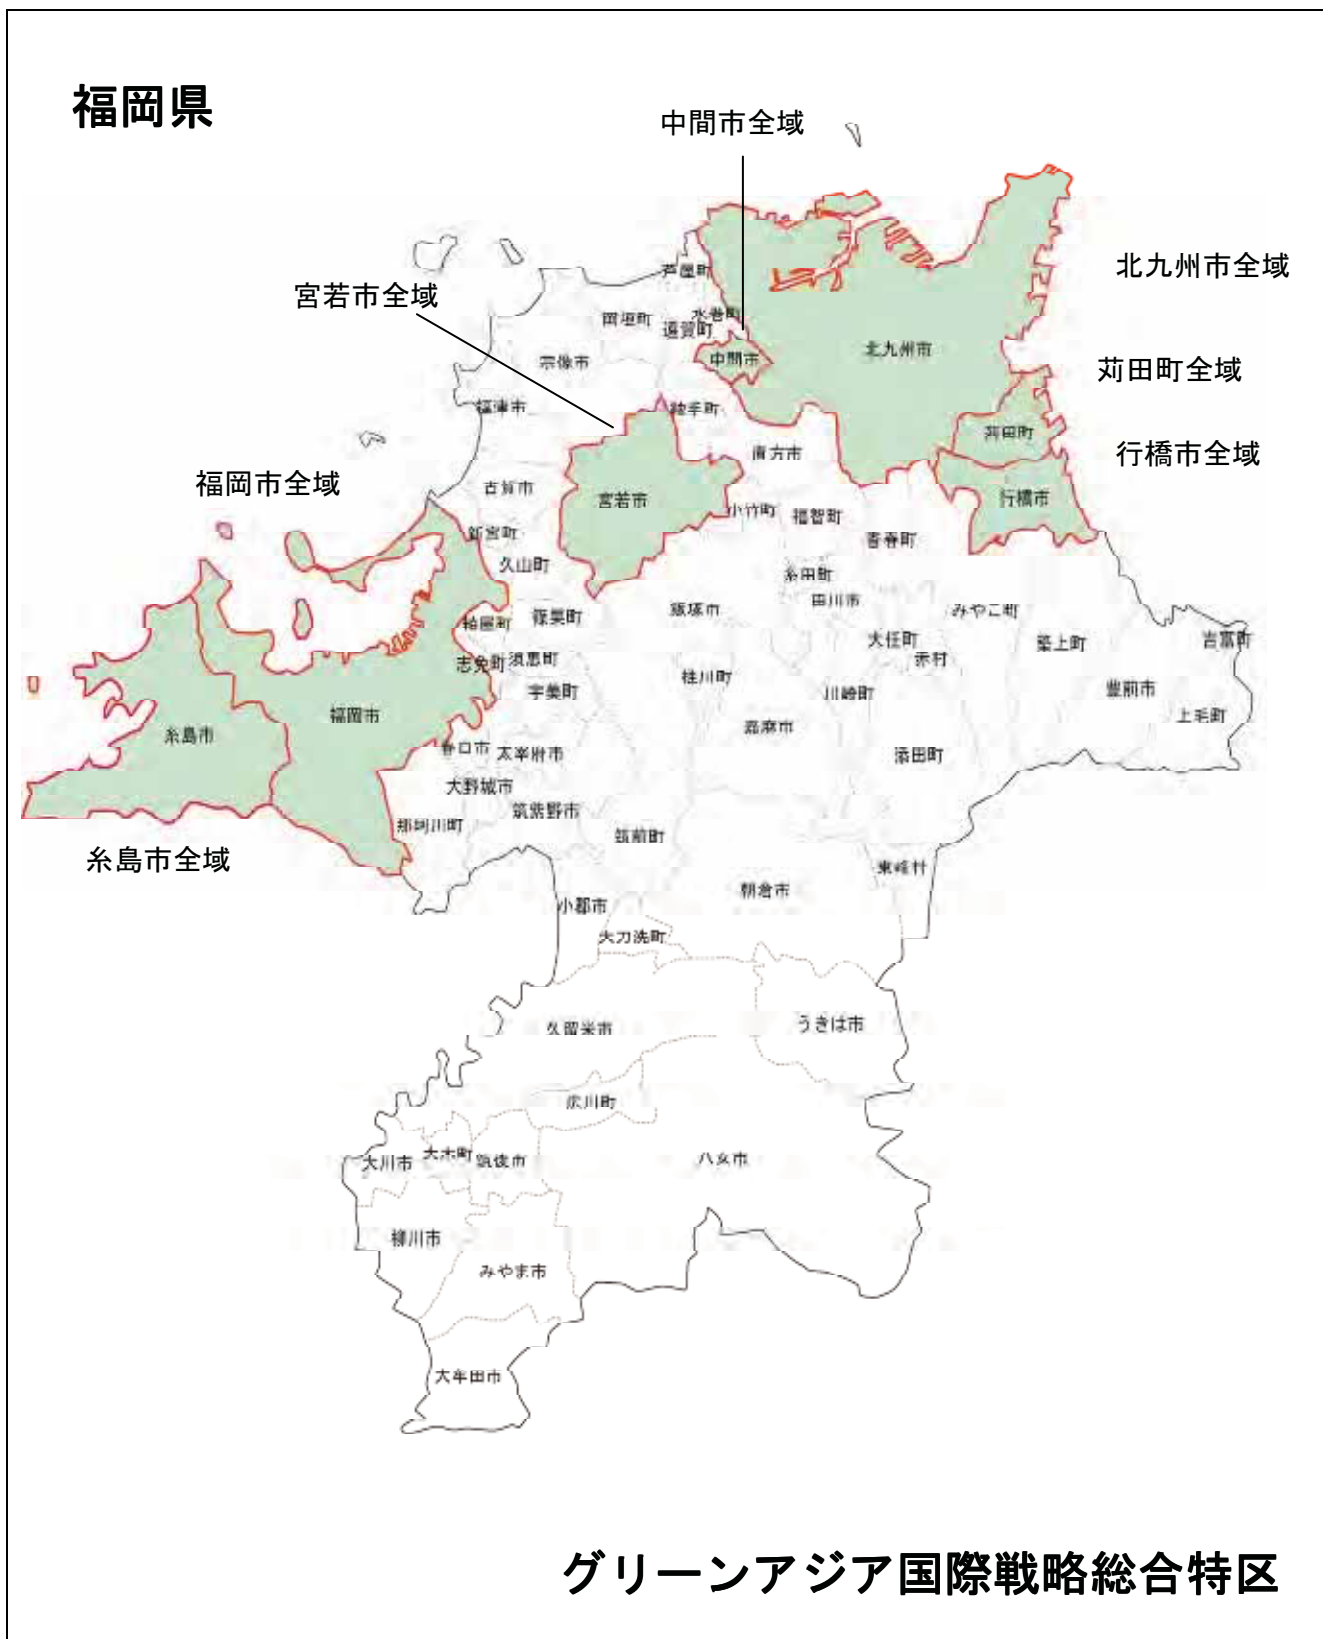 福岡県
中間市全域
北九州市全域
宮若市全域
苅田町全域
行橋市全域
福岡市全域
糸島市全域
芦屋町
水巻町
岡垣町
遠賀町
中間市
北九州市
宗像市
福津市
鞍手町
苅田町
直方市
古賀市
宮若市
行橋市
小竹町
福智町
新宮町
香春町
久山町
糸田町
田川市
飯塚市
みやこ町
粕屋町
篠栗町
大任町
赤村
築上町
吉富町
志免町
須恵町
桂川町
宇美町
川崎町
豊前市
上毛町
福岡市
糸島市
嘉麻市
春日市
太宰府市
添田町
大野城市
筑紫野市
那珂川町
筑前町
東峰村
朝倉市
小郡市
大刀洗町
久留米市
うきは市
広川町
大川市
大木町
筑後市
八女市
柳川市
みやま市
大牟田市
グリーンアジア国際戦略総合特区